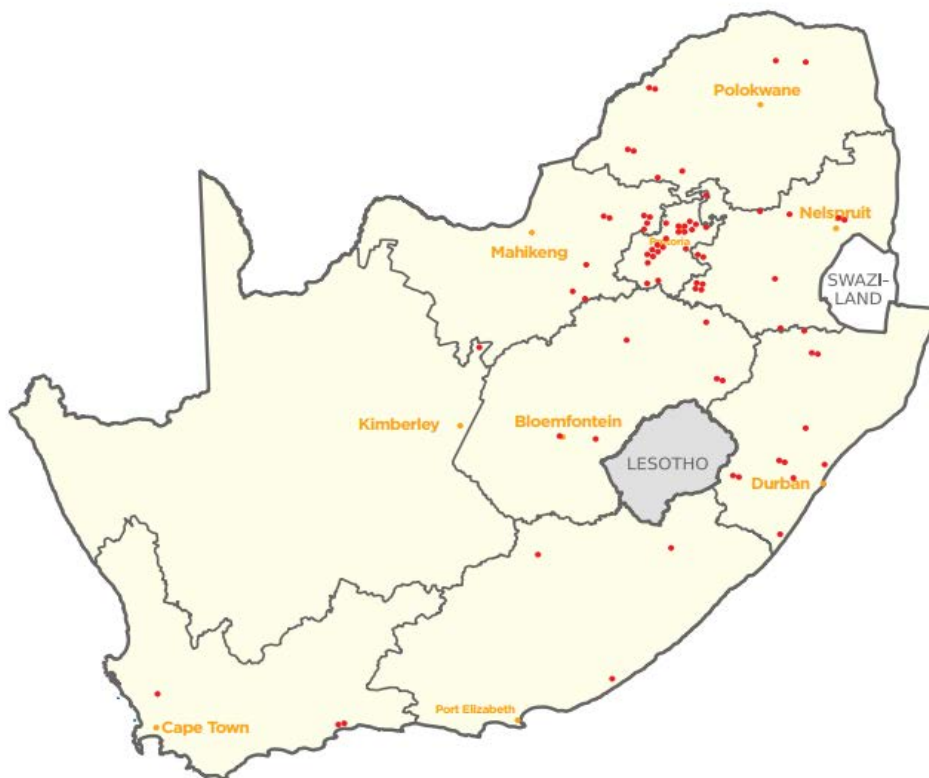 Polokwane
Nelspruit
Pretoria
Mahikeng
SWAZI-
LAND
Kimberley
Bloemfontein
LESOTHO
Durban
Port Elizabeth
Cape Town